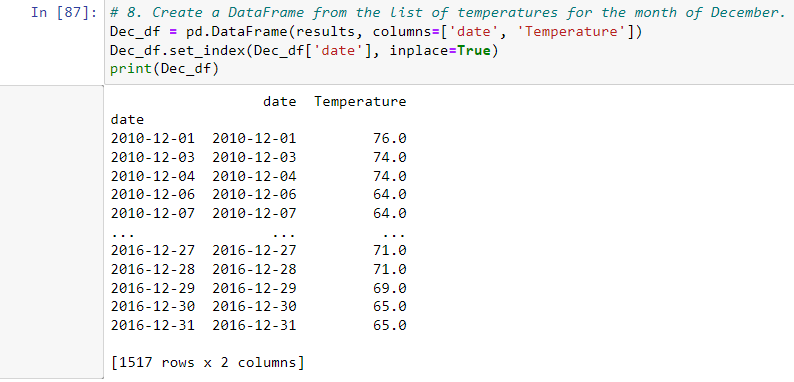 In [87]: # 8. Create a DataFrame from the list of temperatures for the month of December.
Dec_df = pd.DataFrame(results, columns=['date', 'Temperature'])
Dec_df.set_index(Dec_df['date'], inplace=True)
print(Dec_df)
date Temperature
date
2010-12-01 2010-12-01 76.0
2010-12-03 2010-12-03 74.0
2010-12-04 2010-12-04 74.0
2010-12-06 2010-12-06 64.0
2010-12-07 2010-12-07 64.0
... ... ...
2016-12-27 2016-12-27 71.0
2016-12-28 2016-12-28 71.0
2016-12-29 2016-12-29 69.0
2016-12-30 2016-12-30 65.0
2016-12-31 2016-12-31 65.0
[1517 rows x 2 columns]